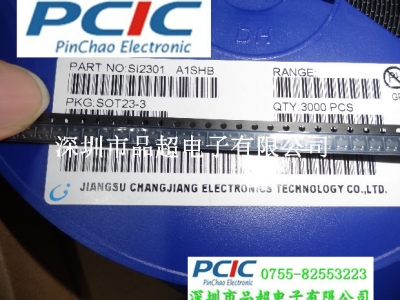 PCIC
PinChao Electronic
DH
PART NO:SI2301 A1SHB
RANGE:
PKG:SOT23-3
QTY:3000 PCS
深圳市品超电子有限公司
JIANGSU CHANGJIANG ELECTRONICS TECHNOLOGY CO.,LTD.
PCIC
0755-82553223
深圳市品超电子有限公司